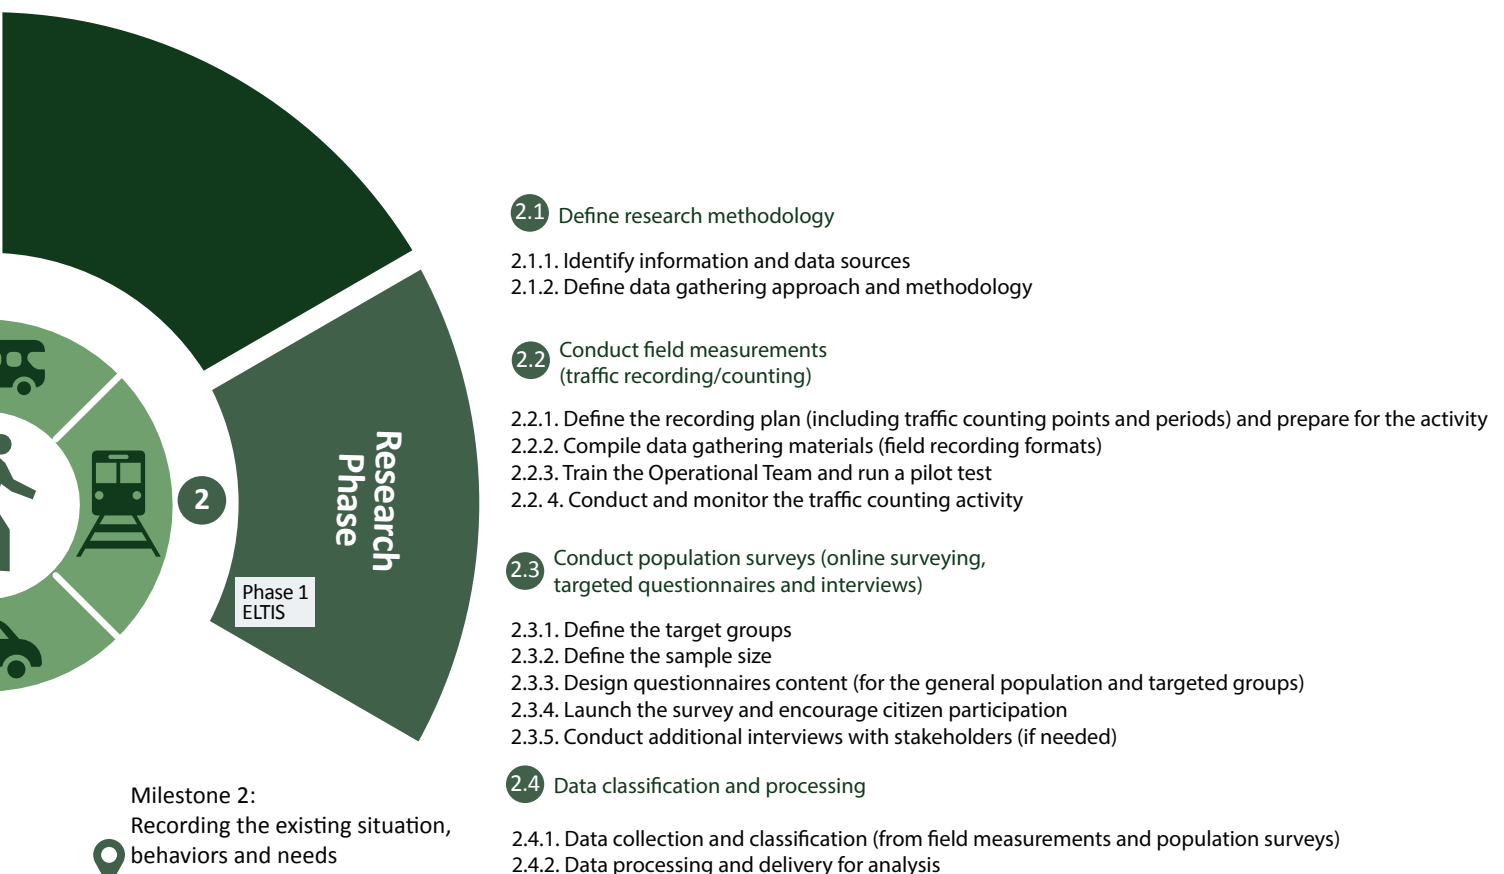 2.1 Define research methodology
2.1.1. Identify information and data sources
2.1.2. Define data gathering approach and methodology
2.2 Conduct field measurements
(traffic recording/counting)
2.2.1. Define the recording plan (including traffic counting points and periods) and prepare for the activity
2.2.2. Compile data gathering materials (field recording formats)
2.2.3. Train the Operational Team and run a pilot test
2.2. 4. Conduct and monitor the traffic counting activity
2.3 Conduct population surveys (online surveying,
targeted questionnaires and interviews)
2.3.1. Define the target groups
2.3.2. Define the sample size
2.3.3. Design questionnaires content (for the general population and targeted groups)
2.3.4. Launch the survey and encourage citizen participation
2.3.5. Conduct additional interviews with stakeholders (if needed)
2.4 Data classification and processing
2.4.1. Data collection and classification (from field measurements and population surveys)
2.4.2. Data processing and delivery for analysis
2
Research
Phase
Phase 1
ELTIS
Milestone 2:
Recording the existing situation,
behaviors and needs